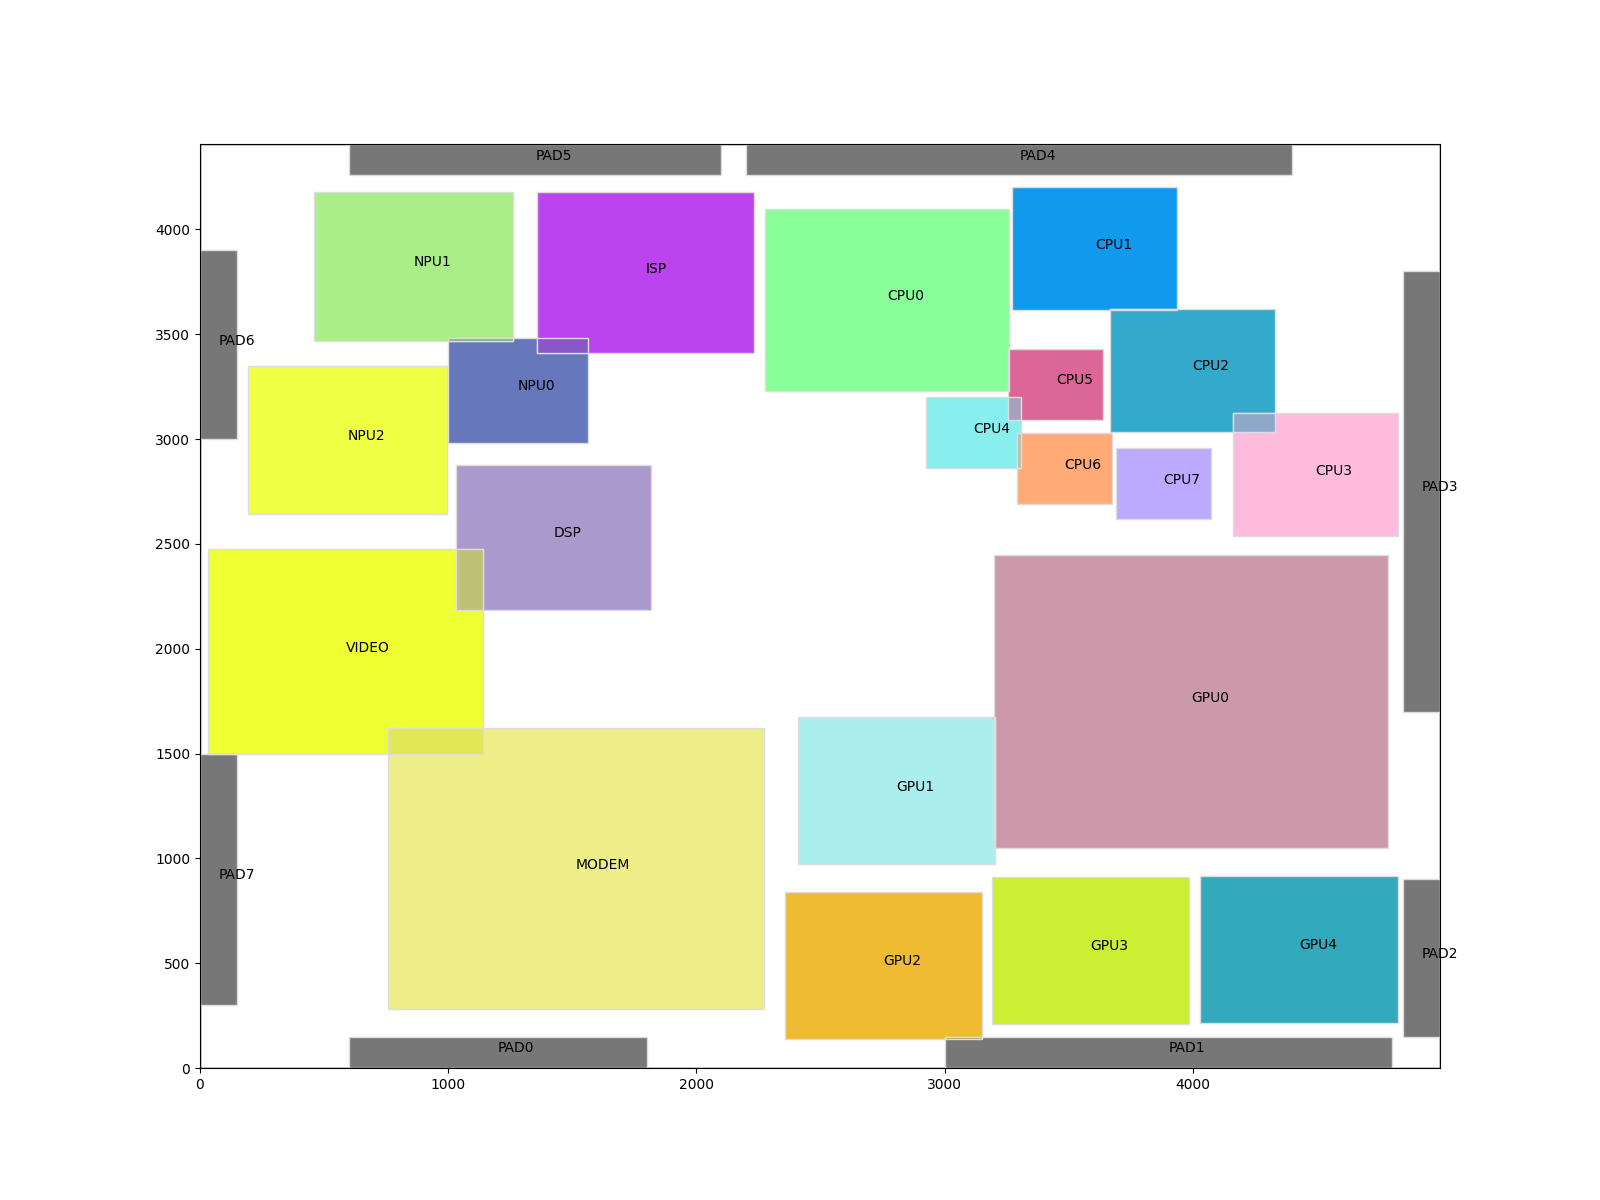 PAD5
PAD4
4000
NPU1
ISP
CPU0
CPU1
3500
PAD6
NPU0
CPU5
CPU2
3000
NPU2
CPU4
CPU6
CPU7
CPU3
PAD3
2500
DSP
2000
VIDEO
GPU0
1500
GPU1
1000
PAD7
MODEM
500
GPU2
GPU3
GPU4
PAD2
0
PAD0
PAD1
0 1000 2000 3000 4000